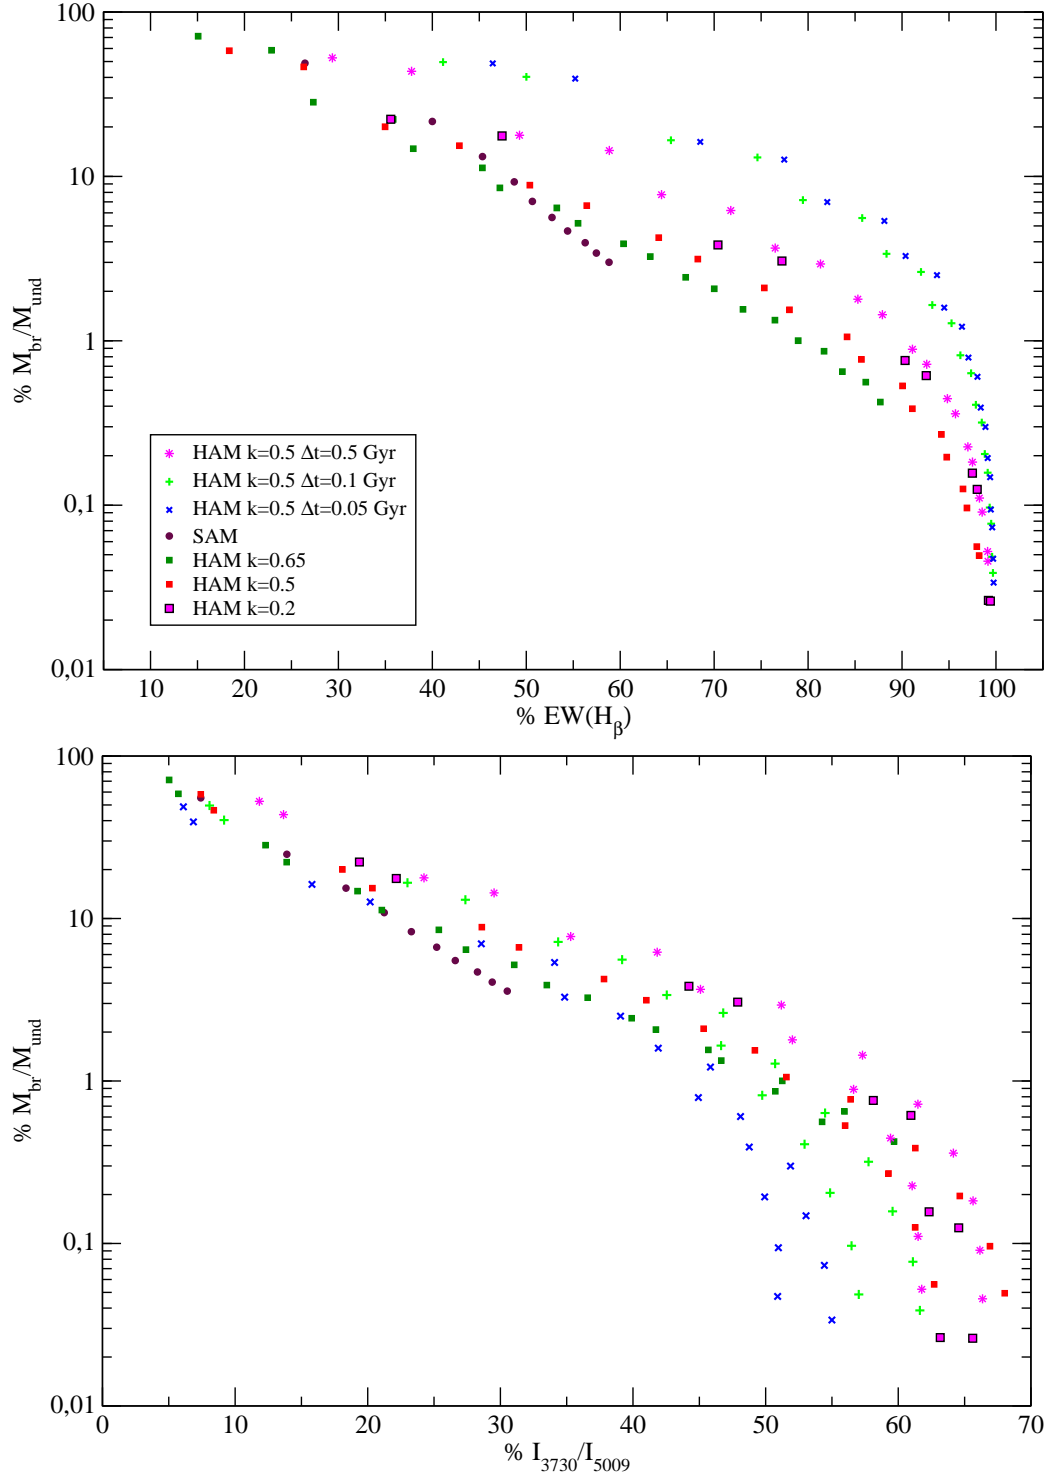 100
10
1
0,1
0,01
% M_br/M_und
HAM k=0.5 Δt=0.5 Gyr
HAM k=0.5 Δt=0.1 Gyr
HAM k=0.5 Δt=0.05 Gyr
SAM
HAM k=0.65
HAM k=0.5
HAM k=0.2
10 20 30 40 50 60 70 80 90 100
% EW(H_β)
100
10
1
0,1
0,01
% M_br/M_und
0 10 20 30 40 50 60 70
% I_3730/I_5009